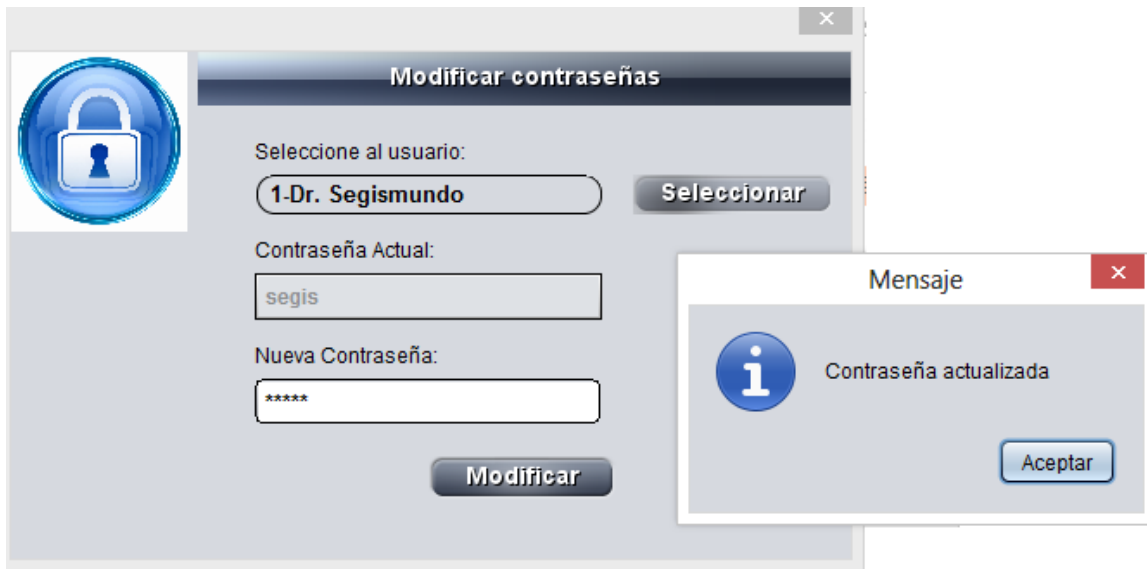 Modificar contraseñas
Seleccione al usuario:
1-Dr. Segismundo
Seleccionar
Contraseña Actual:
segis
Nueva Contraseña:
*****
Modificar
Mensaje
Contraseña actualizada
Aceptar